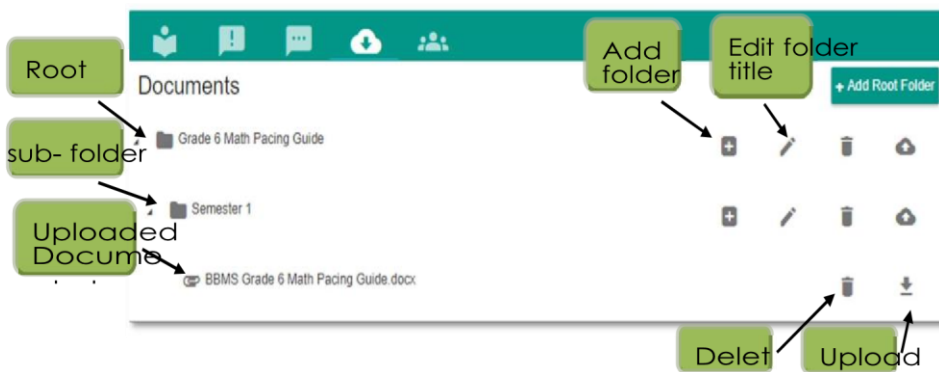 Root
Add
folder
Edit folder
title
Documents
+ Add Root Folder
Grade 6 Math Pacing Guide
sub- folder
Semester 1
Uploaded
Docume
BBMS Grade 6 Math Pacing Guide.docx
Delet
Upload